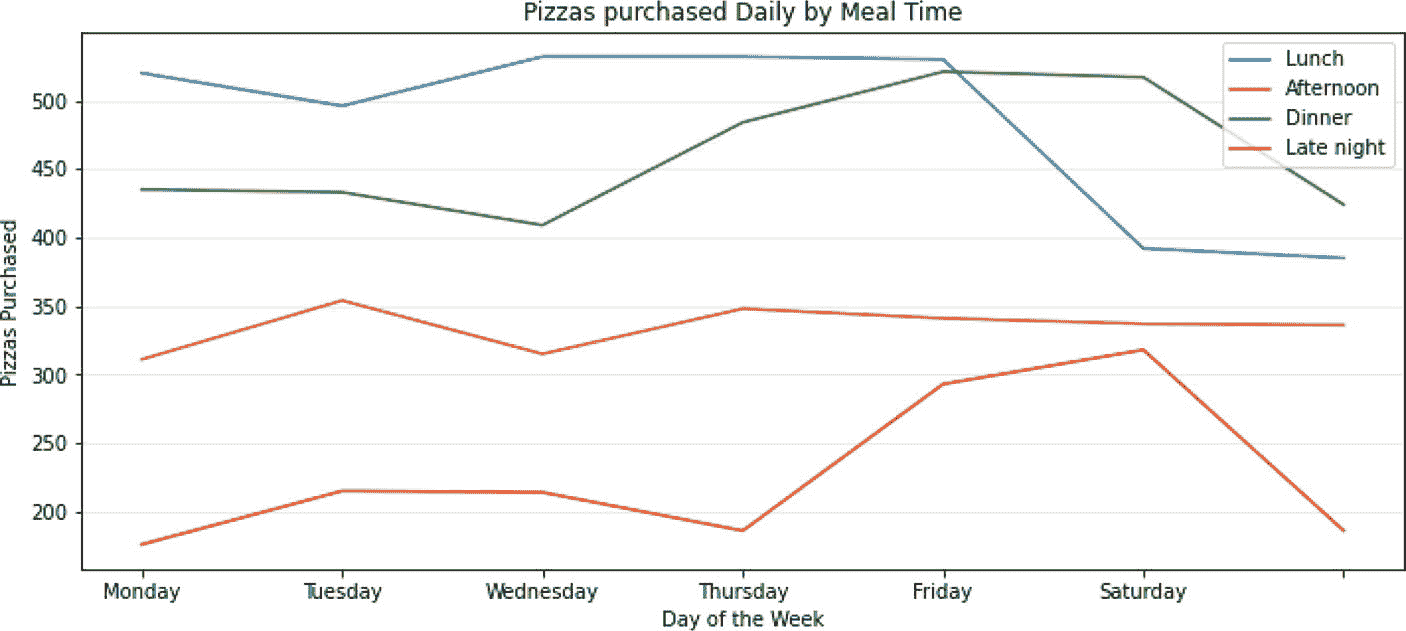 Pizzas purchased Daily by Meal Time
Lunch
Afternoon
Dinner
Late night
Pizzas Purchased
500
450
400
350
300
250
200
Monday
Tuesday
Wednesday
Thursday
Friday
Saturday
Day of the Week